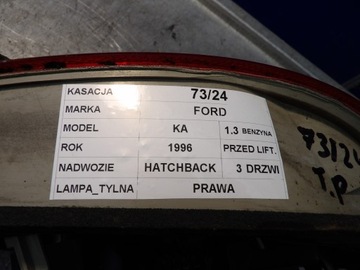 KASACJA 73/24
MARKA FORD
MODEL KA 1.3 BENZYNA
ROK 1996 PRZED LIFT.
NADWOZIE HATCHBACK 3 DRZWI
LAMPA_TYLNA PRAWA
73/24
T.P